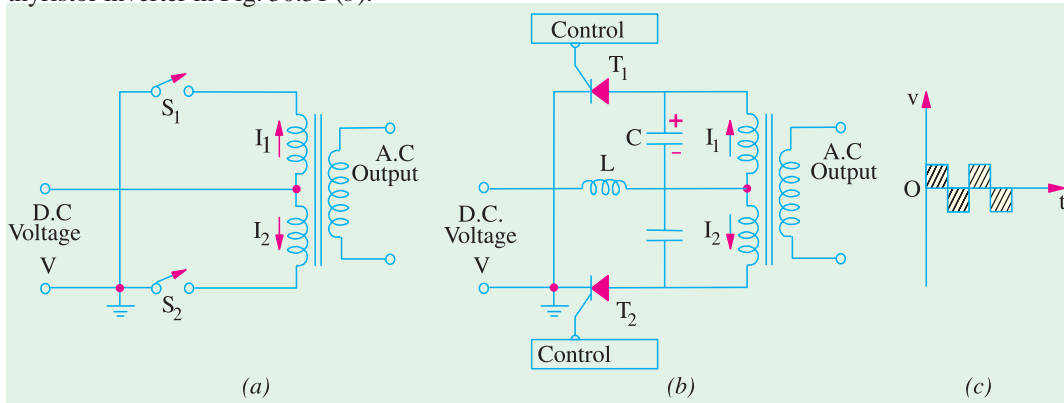 thyristor inverter in Fig. 50.51 (b).
Control
T1
S1
I1
A.C
Output
D.C
Voltage
V
I2
S2
(a)
C
+
−
L
I1
A.C
Output
D.C.
Voltage
V
I2
T2
Control
(b)
v
O
t
(c)